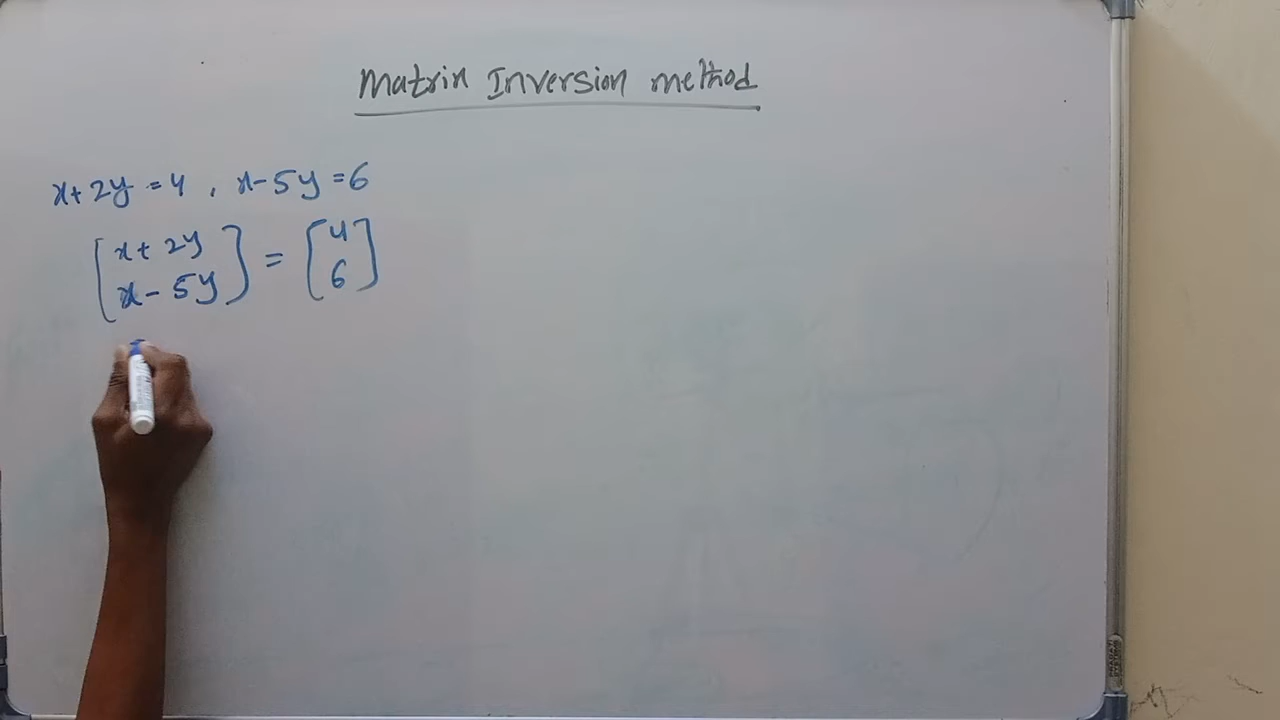 Matrix Inversion method
x+2y=4, x-5y=6
[x+2y] = [4]
[x-5y] [6]